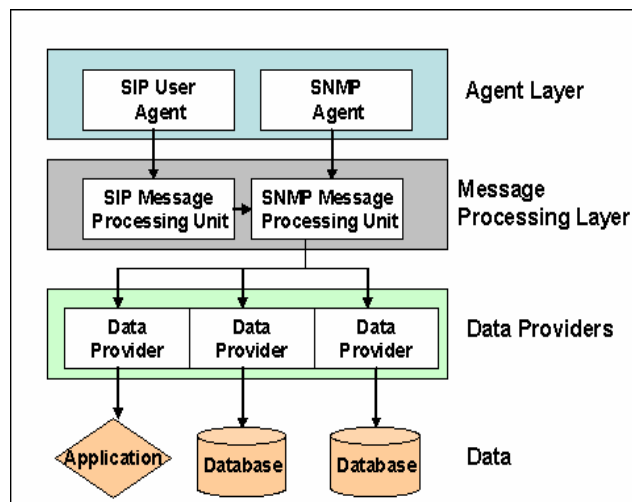 SIP User
Agent
SNMP
Agent
Agent Layer
SIP Message
Processing Unit
SNMP Message
Processing Unit
Message
Processing Layer
Data
Provider
Data
Provider
Data
Provider
Data Providers
Application
Database
Database
Data